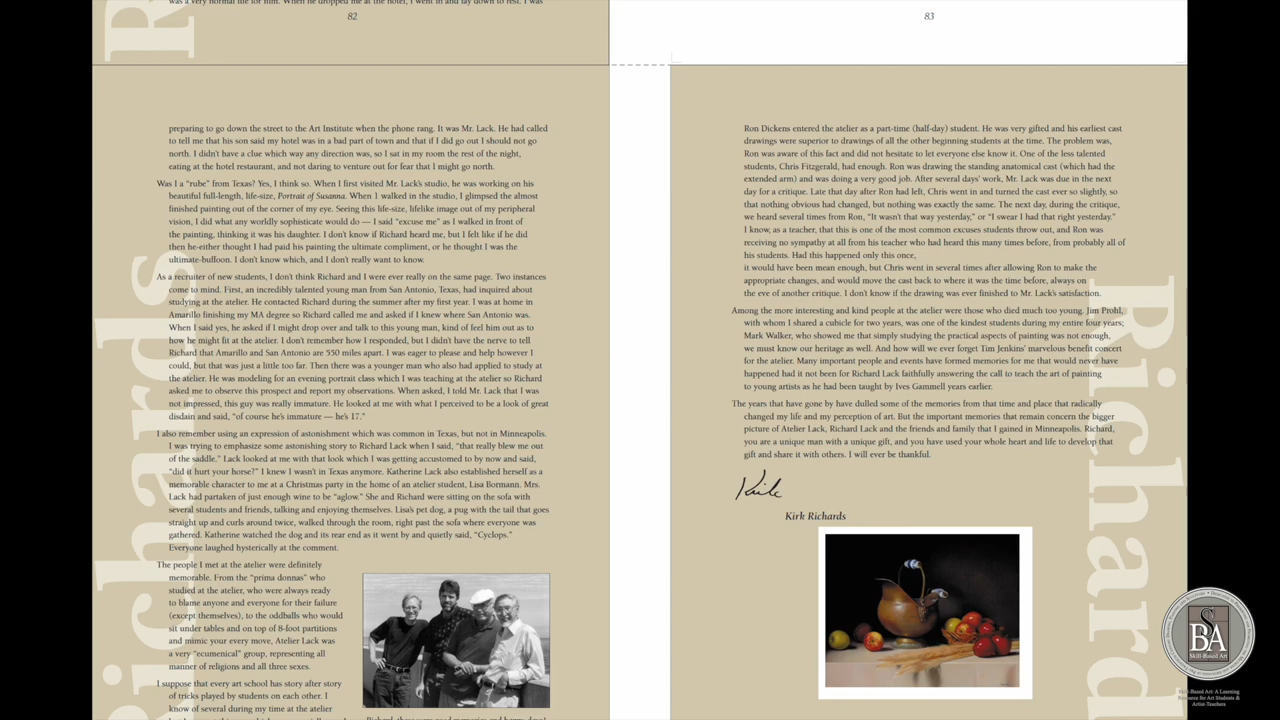 was a very normal life for him. When he dropped me at the hotel, I went in and lay down to rest. I was
82
83
preparing to go down the street to the Art Institute when the phone rang. It was Mr. Lack. He had called
to tell me that his son said my hotel was in a bad part of town and that if I did go out I should not go
north. I didn't have a clue which way any direction was, so I sat in my room the rest of the night,
eating at the hotel restaurant, and not daring to venture out for fear that I might go north.
Was I a “rube” from Texas? Yes, I think so. When I first visited Mr. Lack's studio, he was working on his
beautiful full-length, life-size, Portrait of Susanna. When I walked in the studio, I glimpsed the almost
finished painting out of the corner of my eye. Seeing this life-size, lifelike image out of my peripheral
vision, I did what any worldly sophisticate would do — I said “excuse me” as I walked in front of
the painting, thinking it was his daughter. I don't know if Richard heard me, but I felt like if he did
then he-either thought I had paid his painting the ultimate compliment, or he thought I was the
ultimate-buffoon. I don't know which, and I don't really want to know.
As a recruiter of new students, I don't think Richard and I were ever really on the same page. Two instances
come to mind. First, an incredibly talented young man from San Antonio, Texas, had inquired about
studying at the atelier. He contacted Richard during the summer after my first year. I was at home in
Amarillo finishing my MA degree so Richard called me and asked if I knew where San Antonio was.
When I said yes, he asked if I might drop over and talk to this young man, kind of feel him out as to
how he might fit at the atelier. I don't remember how I responded, but I didn't have the nerve to tell
Richard that Amarillo and San Antonio are 550 miles apart. I was eager to please and help however I
could, but that was just a little too far. Then there was a younger man who also had applied to study at
the atelier. He was modeling for an evening portrait class which I was teaching at the atelier so Richard
asked me to observe this prospect and report my observations. When asked, I told Mr. Lack that I was
not impressed, this guy was really immature. He looked at me with what I perceived to be a look of great
disdain and said, “of course he's immature — he's 17.”
I also remember using an expression of astonishment which was common in Texas, but not in Minneapolis.
I was trying to emphasize some astonishing story to Richard Lack when I said, “that really blew me out
of the saddle.” Lack looked at me with that look which I was getting accustomed to by now and said,
“did it hurt your horse?” I knew I wasn't in Texas anymore. Katherine Lack also established herself as a
memorable character to me at a Christmas party in the home of an atelier student, Lisa Bormann. Mrs.
Lack had partaken of just enough wine to be “aglow.” She and Richard were sitting on the sofa with
several students and friends, talking and enjoying themselves. Lisa's pet dog, a pug with the tail that goes
straight up and curls around twice, walked through the room, right past the sofa where everyone was
gathered. Katherine watched the dog and its rear end as it went by and quietly said, “Cyclops.”
Everyone laughed hysterically at the comment.
The people I met at the atelier were definitely
memorable. From the “prima donnas” who
studied at the atelier, who were always ready
to blame anyone and everyone for their failure
(except themselves), to the oddballs who would
sit under tables and on top of 8-foot partitions
and mimic your every move, Atelier Lack was
a very “ecumenical” group, representing all
manner of religions and all three sexes.
I suppose that every art school has story after story
of tricks played by students on each other. I
know of several during my time at the atelier
Richards
Ron Dickens entered the atelier as a part-time (half-day) student. He was very gifted and his earliest cast
drawings were superior to drawings of all the other beginning students at the time. The problem was,
Ron was aware of this fact and did not hesitate to let everyone else know it. One of the less talented
students, Chris Fitzgerald, had enough. Ron was drawing the standing anatomical cast (which had the
extended arm) and was doing a very good job. After several days' work, Mr. Lack was due in the next
day for a critique. Late that day after Ron had left, Chris went in and turned the cast ever so slightly, so
that nothing obvious had changed, but nothing was exactly the same. The next day, during the critique,
we heard several times from Ron, “It wasn't that way yesterday,” or “I swear I had that right yesterday.”
I know, as a teacher, that this is one of the most common excuses students throw out, and Ron was
receiving no sympathy at all from his teacher who had heard this many times before, from probably all of
his students. Had this happened only this once,
it would have been mean enough, but Chris went in several times after allowing Ron to make the
appropriate changes, and would move the cast back to where it was the time before, always on
the eve of another critique. I don't know if the drawing was ever finished to Mr. Lack's satisfaction.
Among the more interesting and kind people at the atelier were those who died much too young. Jim Prohl,
with whom I shared a cubicle for two years, was one of the kindest students during my entire four years;
Mark Walker, who showed me that simply studying the practical aspects of painting was not enough,
we must know our heritage as well. And how will we ever forget Tim Jenkins' marvelous benefit concert
for the atelier. Many important people and events have formed memories for me that would never have
happened had it not been for Richard Lack faithfully answering the call to teach the art of painting
to young artists as he had been taught by Ives Gammell years earlier.
The years that have gone by have dulled some of the memories from that time and place that radically
changed my life and my perception of art. But the important memories that remain concern the bigger
picture of Atelier Lack, Richard Lack and the friends and family that I gained in Minneapolis. Richard,
you are a unique man with a unique gift, and you have used your whole heart and life to develop that
gift and share it with others. I will ever be thankful.
Kirk
Kirk Richards
Richard
SBA
Skill-Based Art
Skill-Based Art: A Learning
Resource for Art Students &
Artist-Teachers